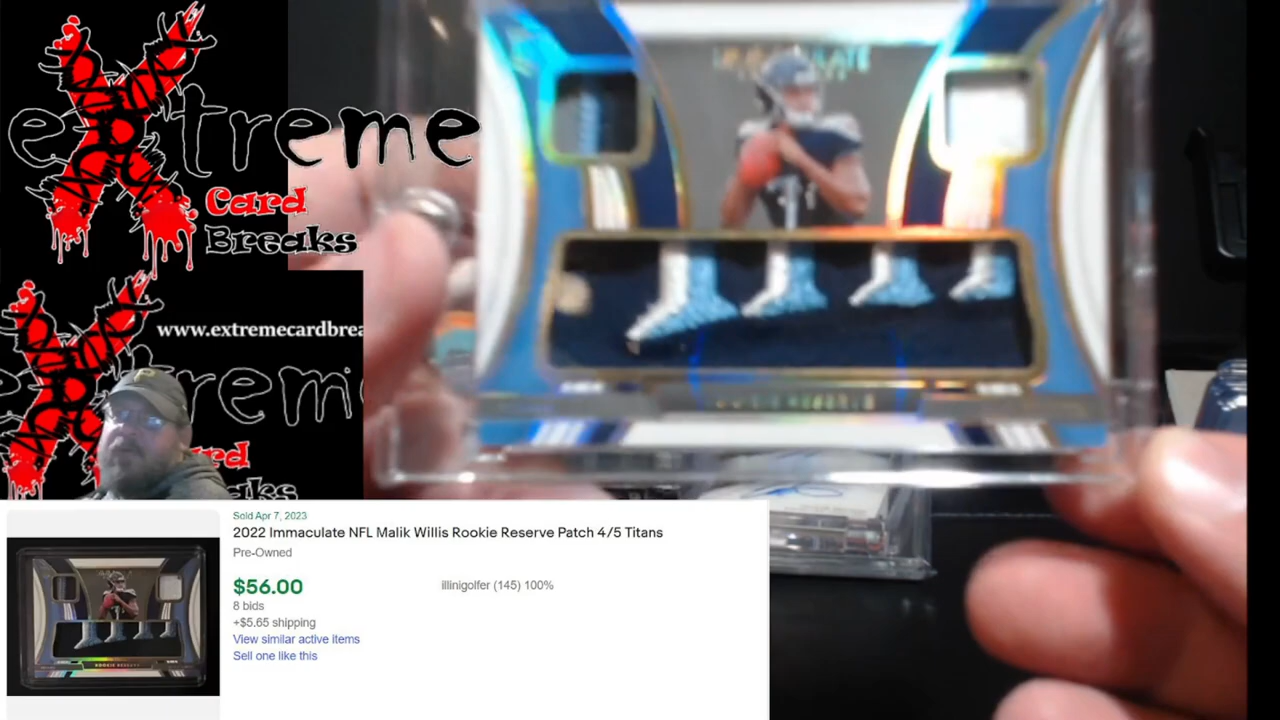 extreme
Card
Breaks
www.extremecardbrea
Sold Apr 7, 2023
2022 Immaculate NFL Malik Willis Rookie Reserve Patch 4/5 Titans
Pre-Owned
$56.00
illinigolfer (145) 100%
8 bids
+$5.65 shipping
View similar active items
Sell one like this